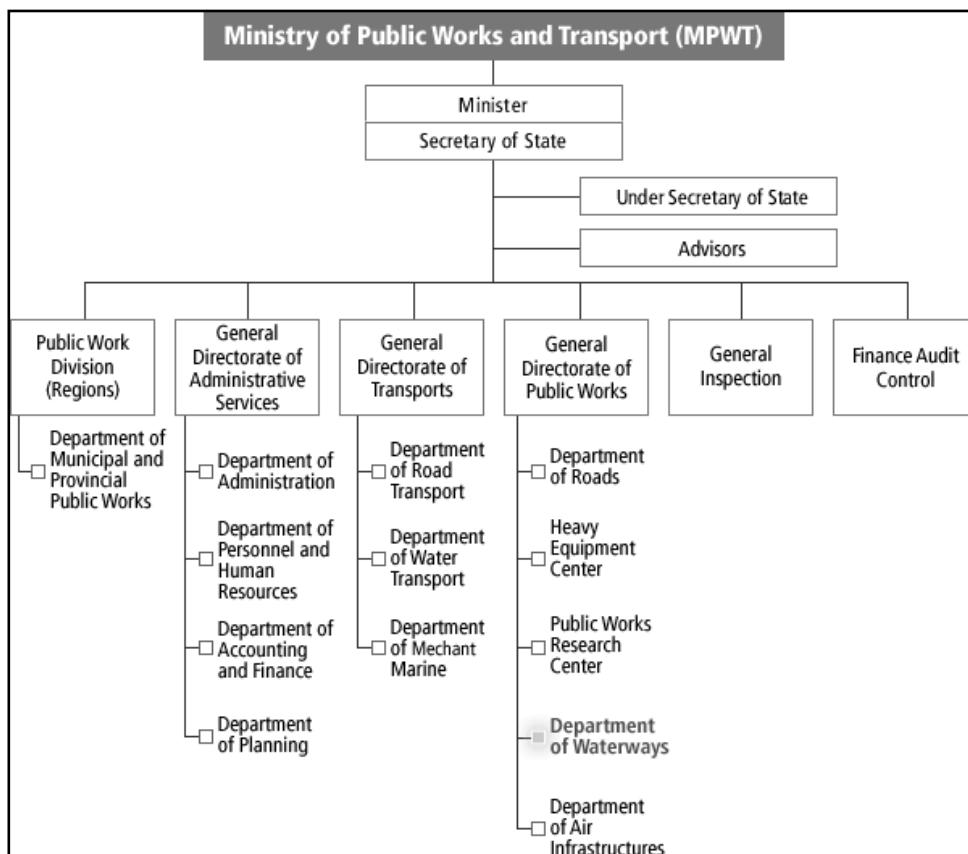 Ministry of Public Works and Transport (MPWT)
Minister
Secretary of State
Under Secretary of State
Advisors
Public Work
Division
(Regions)
General
Directorate of
Administrative
Services
General
Directorate of
Transports
General
Directorate of
Public Works
General
Inspection
Finance Audit
Control
Department of
Municipal and
Provincial
Public Works
Department of
Administration
Department of
Personnel and
Human
Resources
Department of
Accounting
and Finance
Department
of Planning
Department
of Road
Transport
Department
of Water
Transport
Department
of Mechant
Marine
Department
of Roads
Heavy
Equipment
Center
Public Works
Research
Center
Department
of Waterways
Department
of Air
Infrastructures